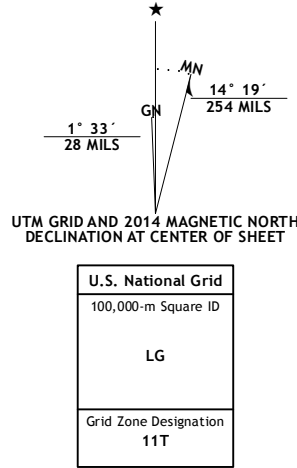 ★
MN
GN
14° 19´
254 MILS
1° 33´
28 MILS
UTM GRID AND 2014 MAGNETIC NORTH
DECLINATION AT CENTER OF SHEET
U.S. National Grid
100,000-m Square ID
LG
Grid Zone Designation
11T